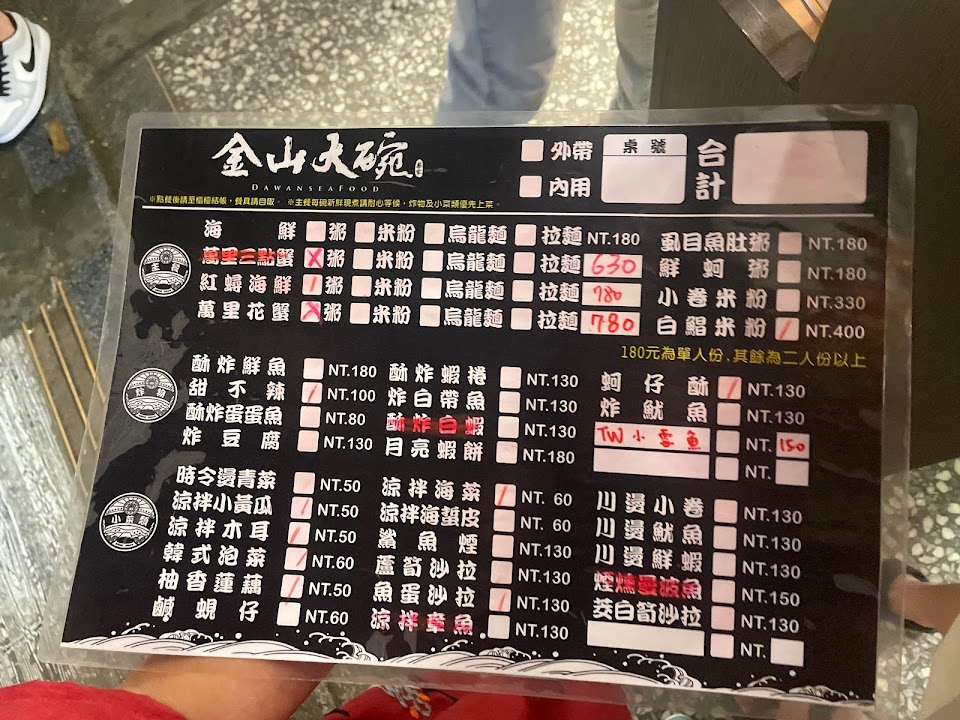 金山大碗
DAWANSEAFOOD
外帶 桌號 合計
內用
※點餐後請至櫃檯結帳,餐具請自取。 ※主餐每碗新鮮現煮請耐心等候,炸物及小菜類優先上菜。
主餐
海鮮 粥 米粉 烏龍麵 拉麵 NT.180 虱目魚肚粥 NT.180
萬里三點蟹 X 粥 米粉 烏龍麵 拉麵 630 鮮蚵粥 NT.180
紅蟳海鮮 / 粥 米粉 烏龍麵 拉麵 780 小卷米粉 NT.330
萬里花蟹 X 粥 米粉 烏龍麵 拉麵 780 白鯧米粉 / NT.400
180元為單人份,其餘為二人份以上
炸類
酥炸鮮魚 NT.180 酥炸蝦捲 NT.130 蚵仔酥 / NT.130
甜不辣 / NT.100 炸白帶魚 NT.130 炸魷魚 NT.130
酥炸蛋蛋魚 NT.80 酥炸白蝦 NT.130 TW小雪魚 NT.150
炸豆腐 NT.130 月亮蝦餅 NT.180 NT.
小菜類
時令燙青菜 / NT.50 涼拌海菜 / NT. 60 川燙小卷 NT.130
涼拌小黃瓜 / NT.50 涼拌海蜇皮 NT. 60 川燙魷魚 NT.130
涼拌木耳 / NT.50 鯊魚煙 NT.130 川燙鮮蝦 NT.130
韓式泡菜 / NT.60 蘆筍沙拉 NT.130 煙燻曼波魚 NT.150
柚香蓮藕 / NT.50 魚蛋沙拉 / NT.130 茭白筍沙拉 NT.130
鹹蜆仔 NT.60 涼拌章魚 NT.130 NT.